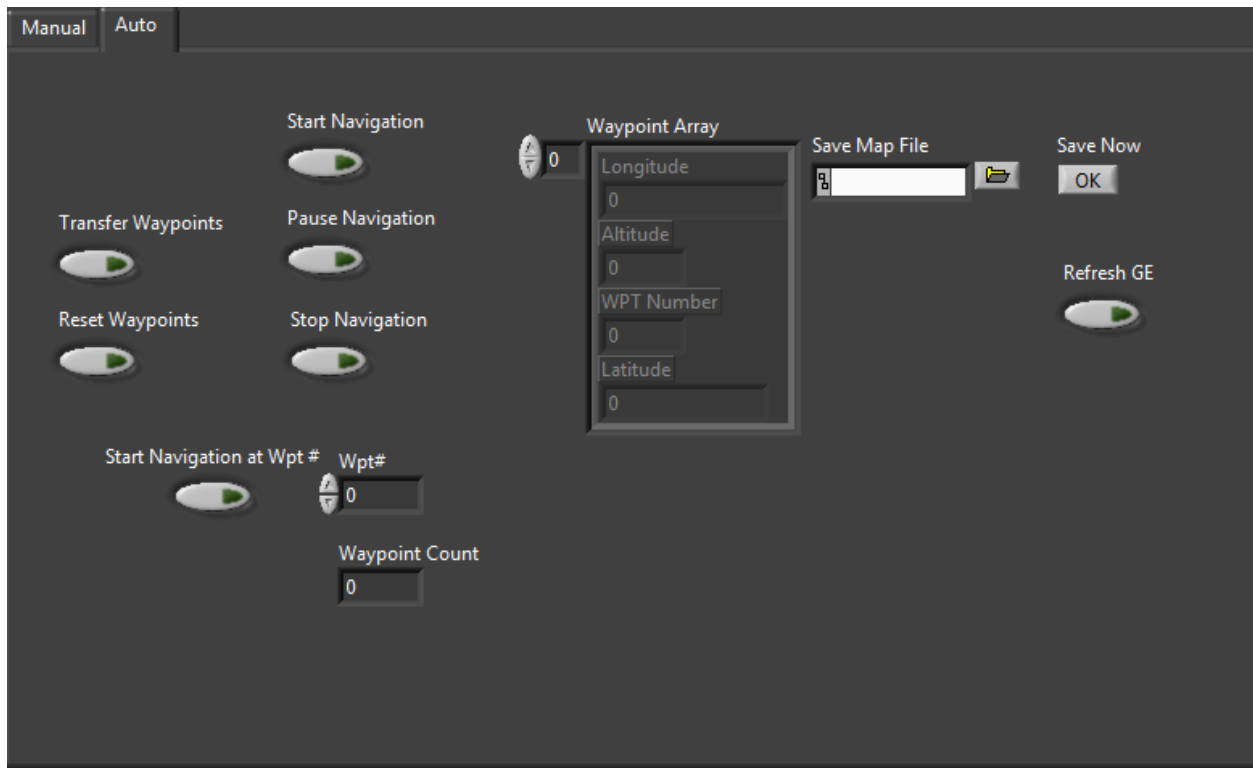 Manual
Auto
Start Navigation
Waypoint Array
0
Longitude
0
Altitude
0
WPT Number
0
Latitude
0
Save Map File
Save Now
OK
Transfer Waypoints
Pause Navigation
Refresh GE
Reset Waypoints
Stop Navigation
Start Navigation at Wpt #
Wpt#
0
Waypoint Count
0